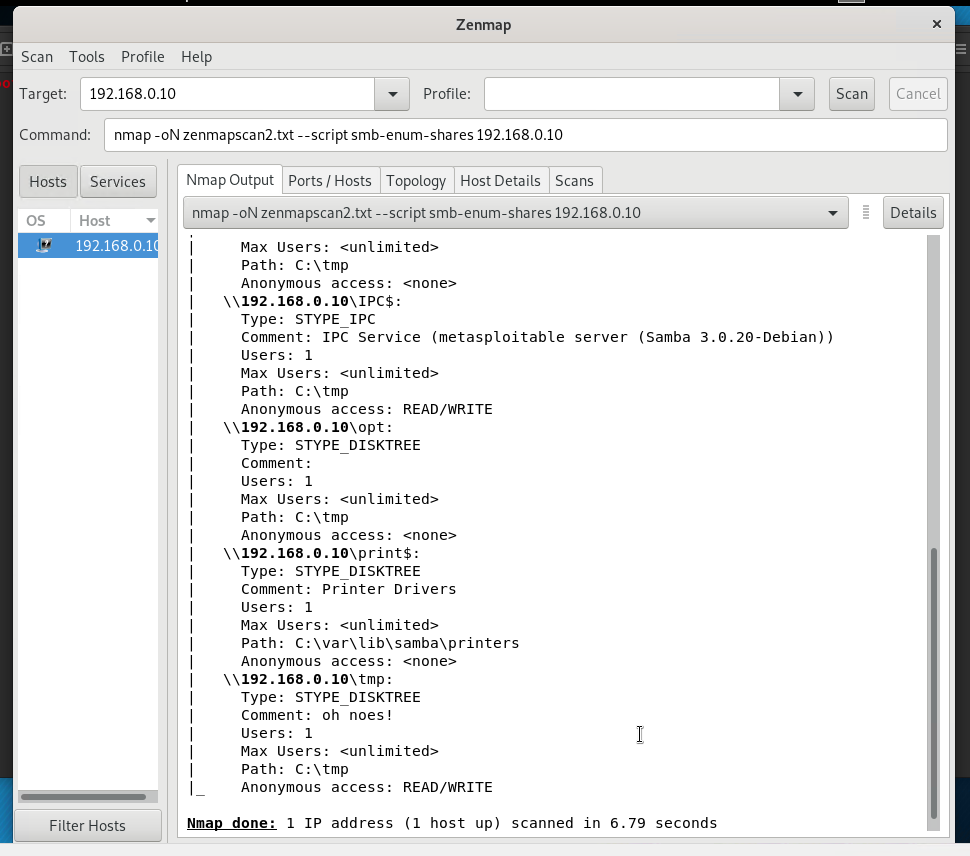 Zenmap
Scan Tools Profile Help
Target: 192.168.0.10 Profile: Scan Cancel
Command: nmap -oN zenmapscan2.txt --script smb-enum-shares 192.168.0.10
Hosts Services
Nmap Output Ports / Hosts Topology Host Details Scans
OS Host
192.168.0.10
nmap -oN zenmapscan2.txt --script smb-enum-shares 192.168.0.10 Details
| Max Users: <unlimited>
| Path: C:\tmp
| Anonymous access: <none>
| \\192.168.0.10\IPC$:
| Type: STYPE_IPC
| Comment: IPC Service (metasploitable server (Samba 3.0.20-Debian))
| Users: 1
| Max Users: <unlimited>
| Path: C:\tmp
| Anonymous access: READ/WRITE
| \\192.168.0.10\opt:
| Type: STYPE_DISKTREE
| Comment:
| Users: 1
| Max Users: <unlimited>
| Path: C:\tmp
| Anonymous access: <none>
| \\192.168.0.10\print$:
| Type: STYPE_DISKTREE
| Comment: Printer Drivers
| Users: 1
| Max Users: <unlimited>
| Path: C:\var\lib\samba\printers
| Anonymous access: <none>
| \\192.168.0.10\tmp:
| Type: STYPE_DISKTREE
| Comment: oh noes!
| Users: 1
| Max Users: <unlimited>
| Path: C:\tmp
|_ Anonymous access: READ/WRITE
Nmap done: 1 IP address (1 host up) scanned in 6.79 seconds
Filter Hosts